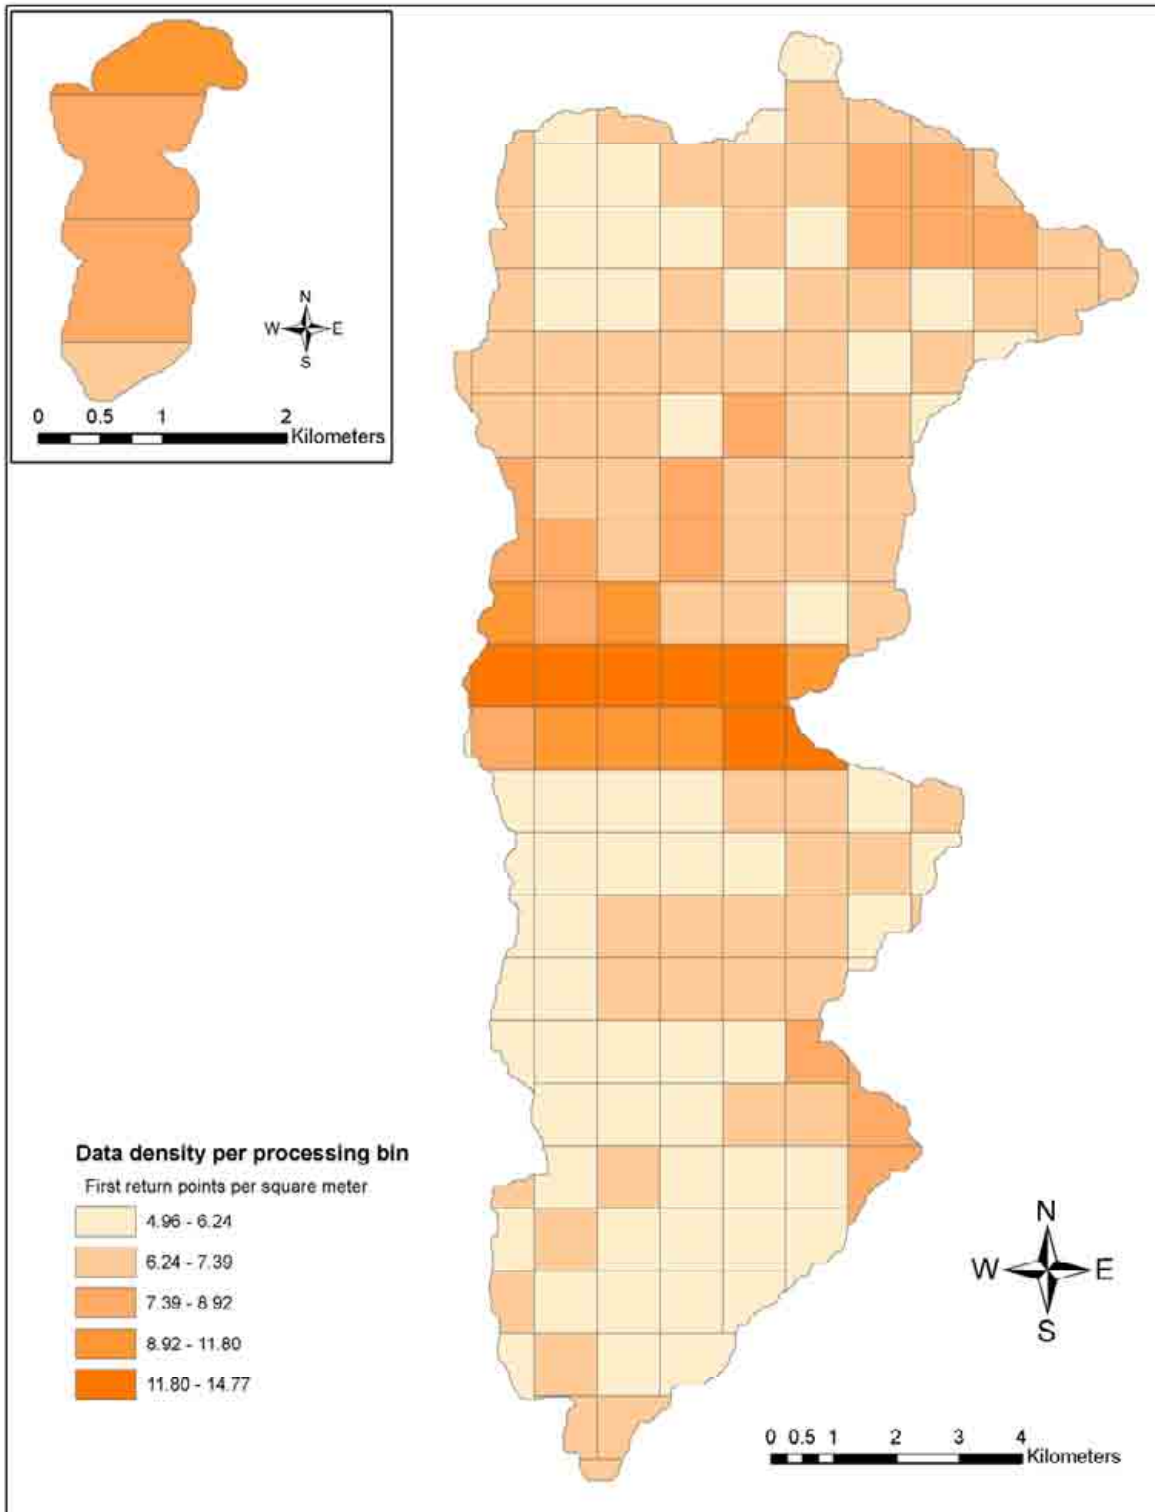 N
W E
S
0 0.5 1 2
Kilometers
Data density per processing bin
First return points per square meter
4.96 - 6.24
6.24 - 7.39
7.39 - 8.92
8.92 - 11.80
11.80 - 14.77
N
W E
S
0 0.5 1 2 3 4
Kilometers